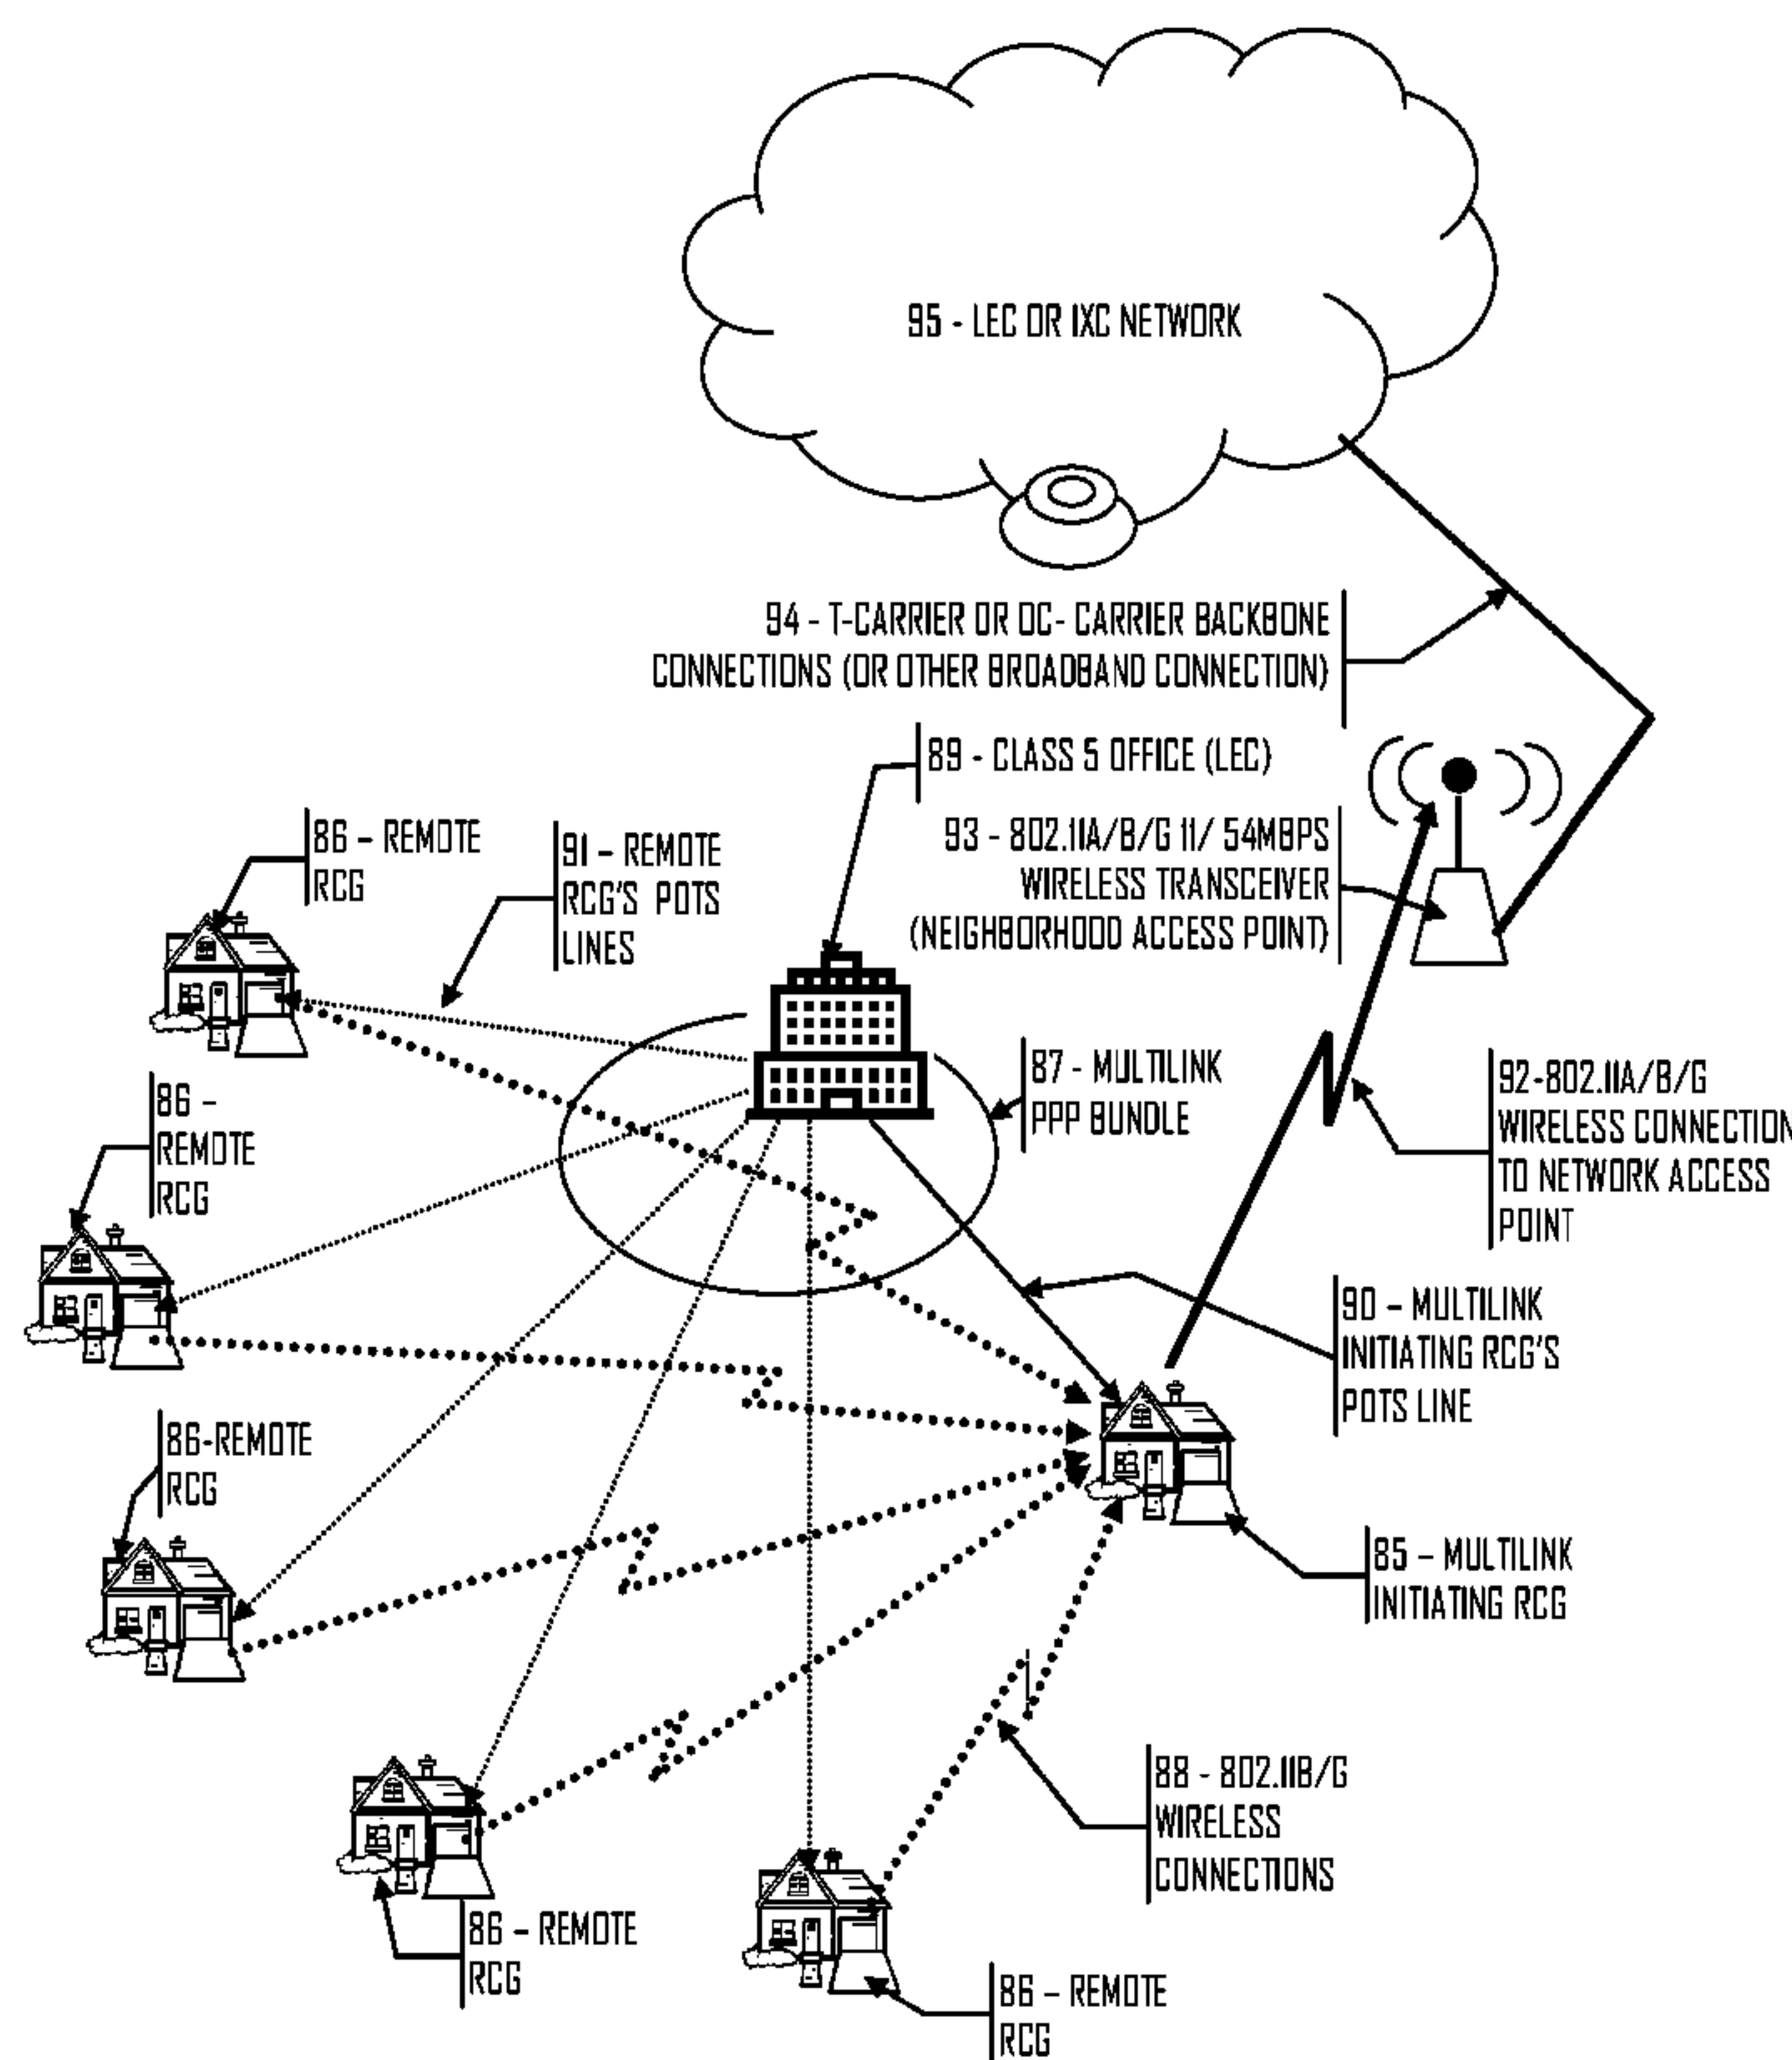 95 - LEC OR IXC NETWORK
94 - T-CARRIER OR OC- CARRIER BACKBONE
CONNECTIONS (OR OTHER BROADBAND CONNECTION)
89 - CLASS 5 OFFICE (LEC)
93 - 802.11A/B/G 11/ 54MBPS
WIRELESS TRANSCEIVER
(NEIGHBORHOOD ACCESS POINT)
86 – REMOTE
RCG
91 – REMOTE
RCG'S POTS
LINES
87 - MULTILINK
PPP BUNDLE
92-802.11A/B/G
WIRELESS CONNECTION
TO NETWORK ACCESS
POINT
86 –
REMOTE
RCG
90 – MULTILINK
INITIATING RCG'S
POTS LINE
86-REMOTE
RCG
85 – MULTILINK
INITIATING RCG
88 - 802.11B/G
WIRELESS
CONNECTIONS
86 – REMOTE
RCG
86 – REMOTE
RCG